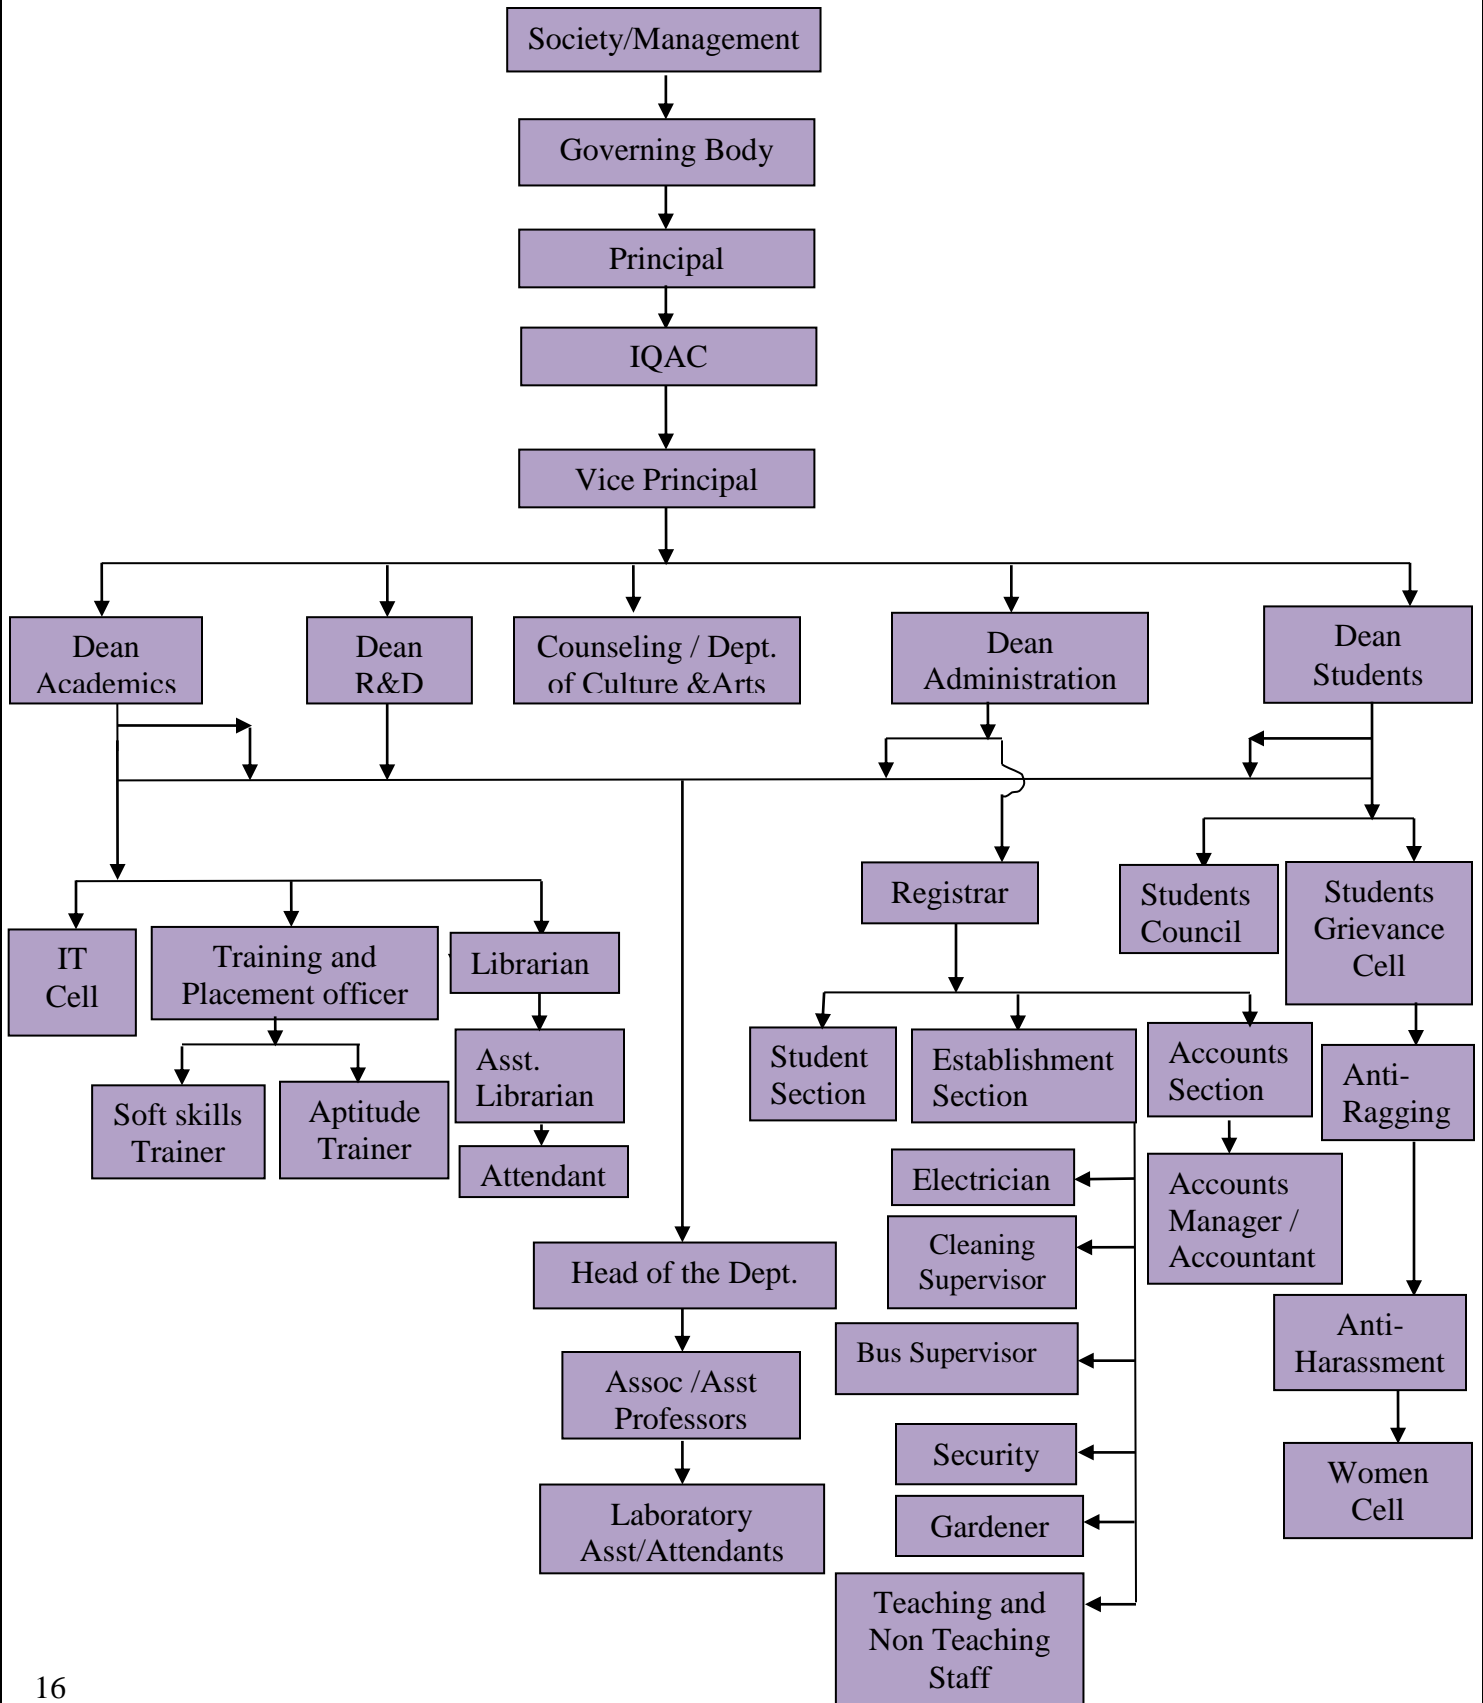 Society/Management
Governing Body
Principal
IQAC
Vice Principal
Dean
Academics
Dean
R&D
Counseling / Dept.
of Culture &Arts
Dean
Administration
Dean
Students
IT
Cell
Training and
Placement officer
Librarian
Registrar
Students
Council
Students
Grievance
Cell
Soft skills
Trainer
Aptitude
Trainer
Asst.
Librarian
Attendant
Student
Section
Establishment
Section
Accounts
Section
Anti-
Ragging
Electrician
Cleaning
Supervisor
Accounts
Manager /
Accountant
Head of the Dept.
Bus Supervisor
Anti-
Harassment
Assoc /Asst
Professors
Security
Women
Cell
Laboratory
Asst/Attendants
Gardener
Teaching and
Non Teaching
Staff
16